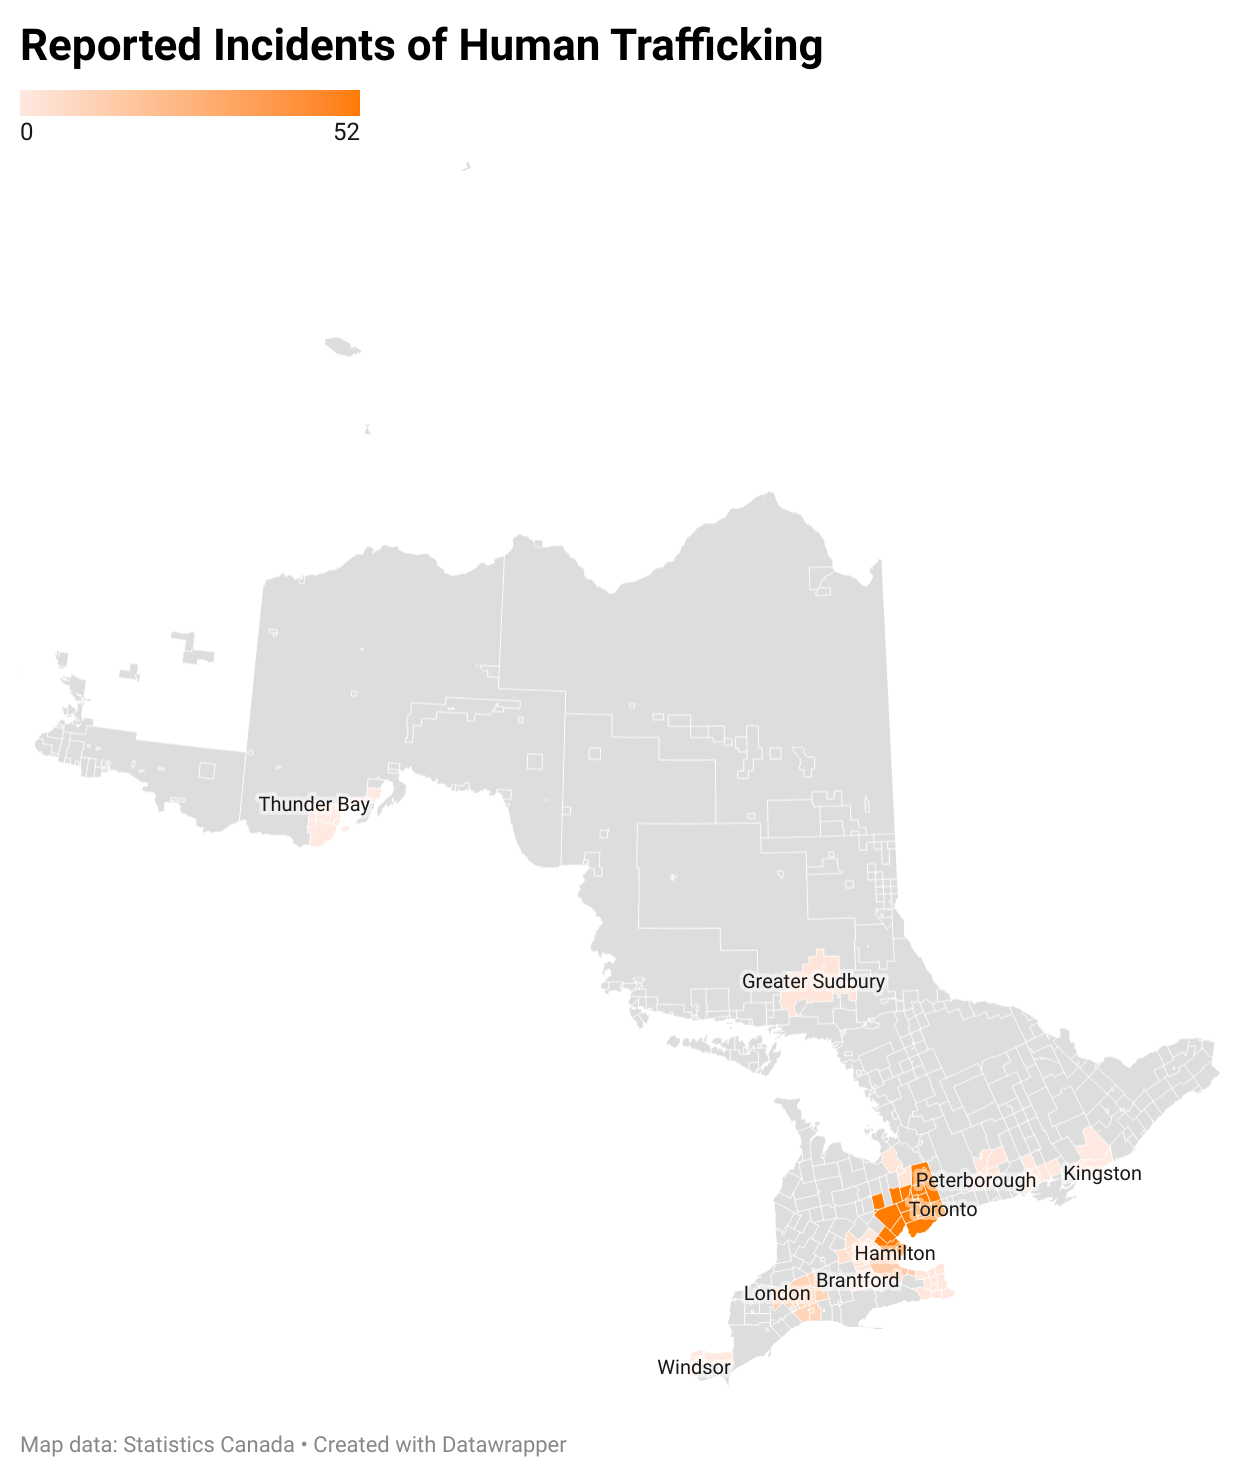 Reported Incidents of Human Trafficking
0 52
Thunder Bay
Greater Sudbury
Kingston
Peterborough
Toronto
Hamilton
Brantford
London
Windsor
Map data: Statistics Canada • Created with Datawrapper